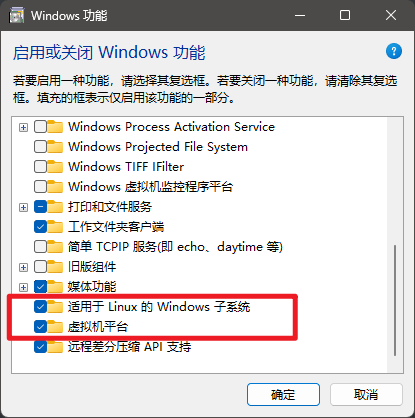 Windows 功能
启用或关闭 Windows 功能
若要启用一种功能，请选择其复选框。若要关闭一种功能，请清除其复选
框。填充的框表示仅启用该功能的一部分。
Windows Process Activation Service
Windows Projected File System
Windows TIFF IFilter
Windows 虚拟机监控程序平台
打印和文件服务
工作文件夹客户端
简单 TCPIP 服务(即 echo、daytime 等)
旧版组件
媒体功能
适用于 Linux 的 Windows 子系统
虚拟机平台
远程差分压缩 API 支持
确定
取消